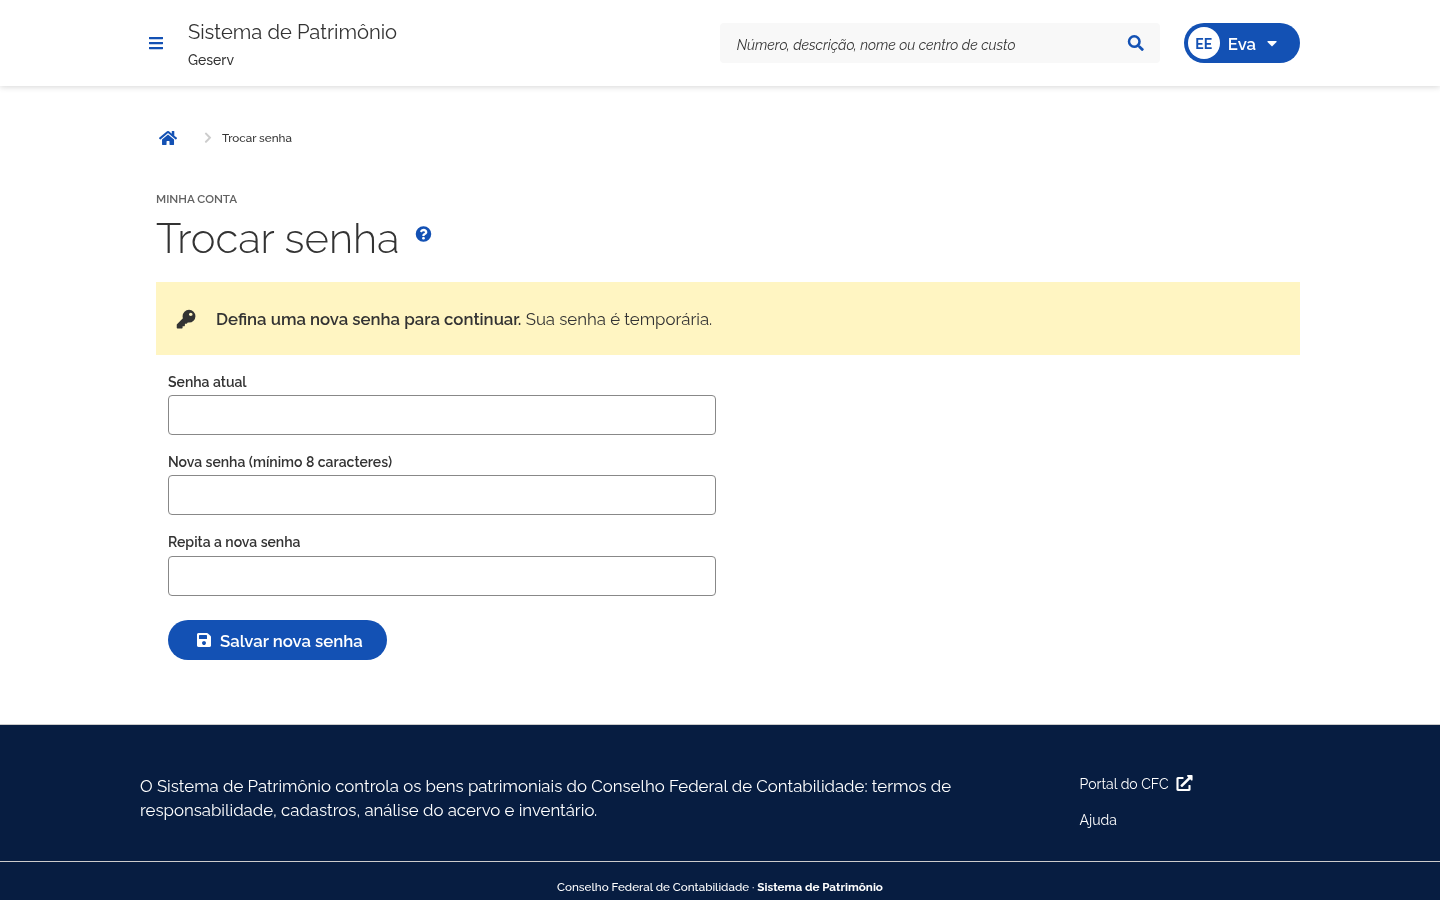 Sistema de Patrimônio
Geserv
Número, descrição, nome ou centro de custo
EE Eva
Trocar senha
MINHA CONTA
Trocar senha
Defina uma nova senha para continuar. Sua senha é temporária.
Senha atual
Nova senha (mínimo 8 caracteres)
Repita a nova senha
Salvar nova senha
O Sistema de Patrimônio controla os bens patrimoniais do Conselho Federal de Contabilidade: termos de
responsabilidade, cadastros, análise do acervo e inventário.
Portal do CFC
Ajuda
Conselho Federal de Contabilidade · Sistema de Patrimônio